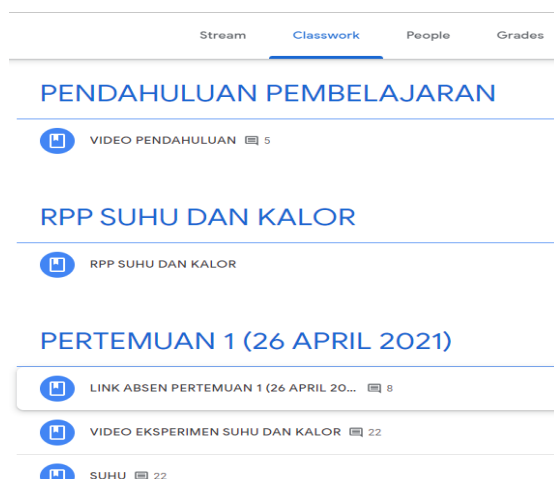 Stream Classwork People Grades
PENDAHULUAN PEMBELAJARAN
VIDEO PENDAHULUAN 5
RPP SUHU DAN KALOR
RPP SUHU DAN KALOR
PERTEMUAN 1 (26 APRIL 2021)
LINK ABSEN PERTEMUAN 1 (26 APRIL 20... 8
VIDEO EKSPERIMEN SUHU DAN KALOR 22
SUHU 22